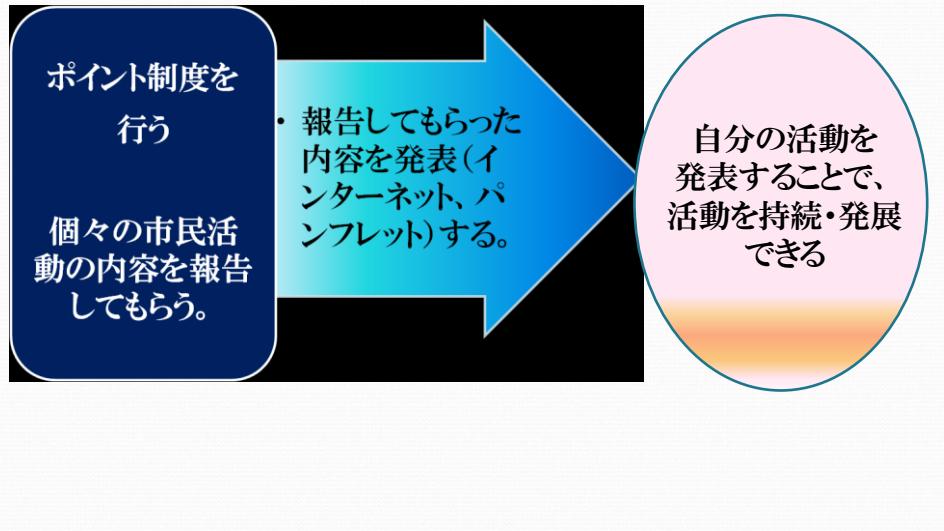 ポイント制度を
行う
個々の市民活
動の内容を報告
してもらう。
・ 報告してもらった
内容を発表(イ
ンターネット、パ
ンフレット)する。
自分の活動を
発表することで、
活動を持続・発展
できる